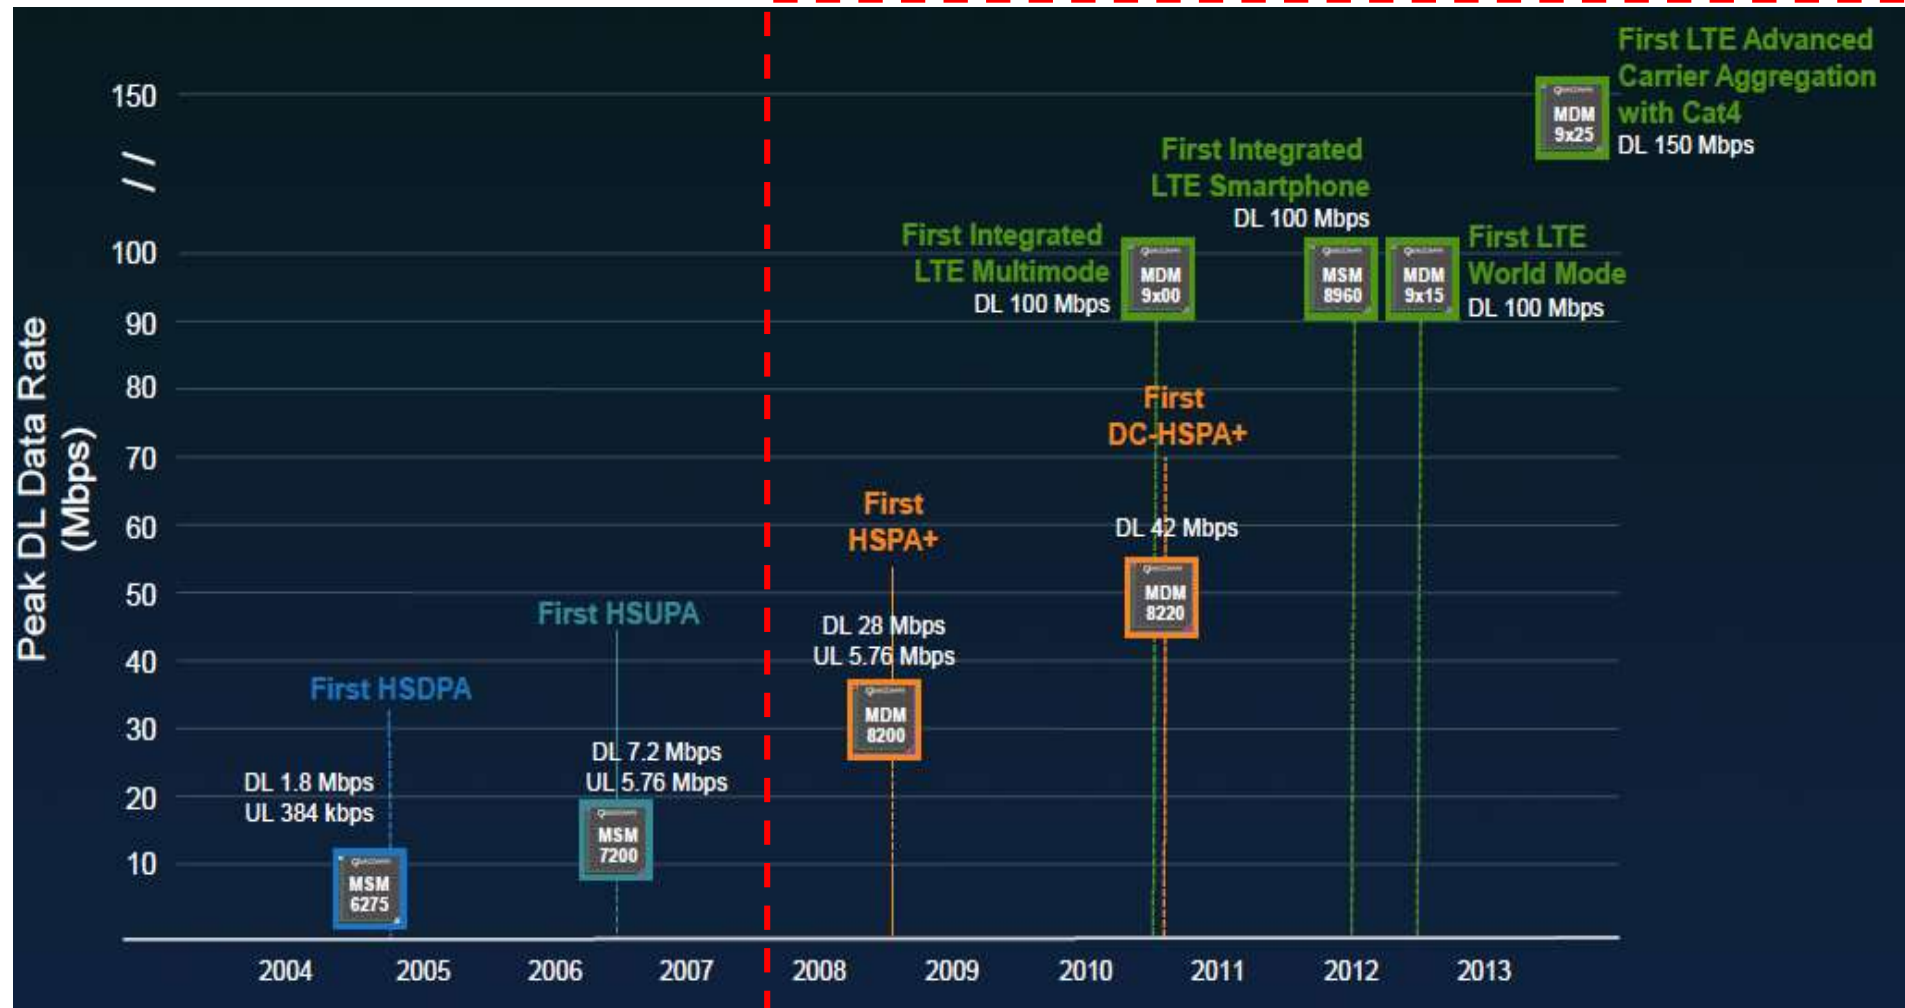 Peak DL Data Rate
(Mbps)
150
100
90
80
70
60
50
40
30
20
10
First HSDPA
DL 1.8 Mbps
UL 384 kbps
MSM
6275
First HSUPA
DL 7.2 Mbps
UL 5.76 Mbps
MSM
7200
First
HSPA+
DL 28 Mbps
UL 5.76 Mbps
MDM
8200
First
DC-HSPA+
DL 42 Mbps
MDM
8220
First Integrated
LTE Multimode
DL 100 Mbps
MDM
9x00
First Integrated
LTE Smartphone
DL 100 Mbps
MSM
8960
MDM
9x15
First LTE
World Mode
DL 100 Mbps
MDM
9x25
First LTE Advanced
Carrier Aggregation
with Cat4
DL 150 Mbps
2004 2005 2006 2007 2008 2009 2010 2011 2012 2013